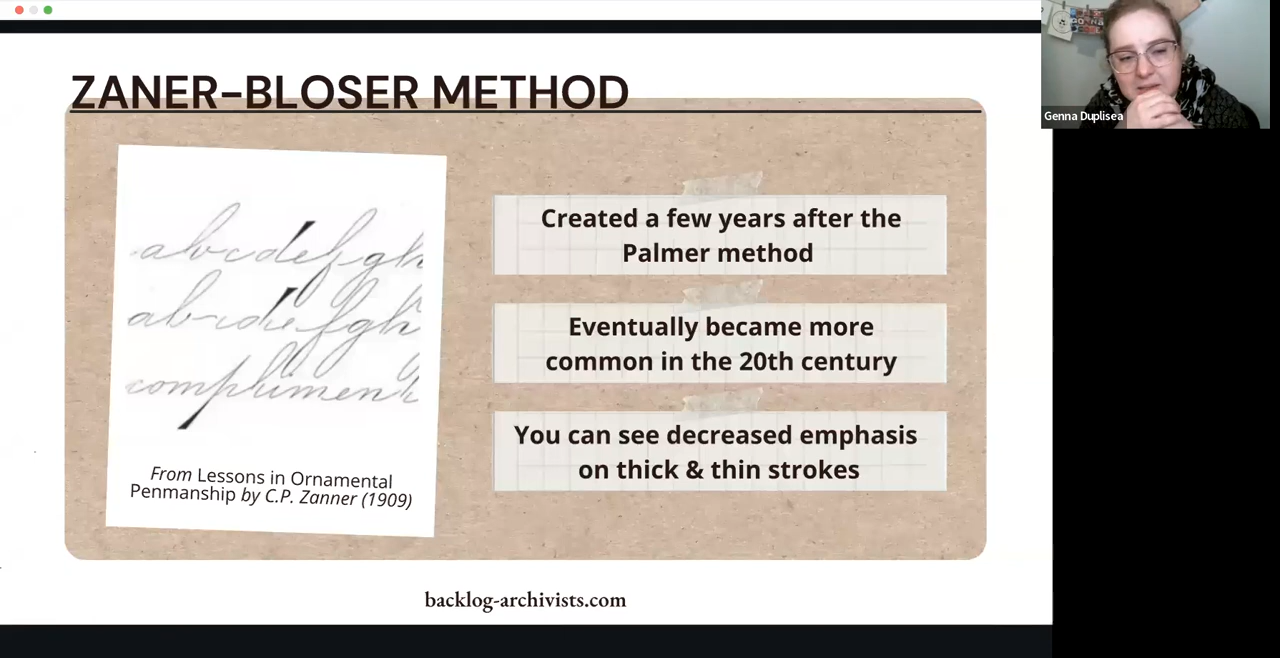 ZANER-BLOSER METHOD
abcdefgh
abcdefgh
compliment
From Lessons in Ornamental
Penmanship by C.P. Zanner (1909)
Created a few years after the
Palmer method
Eventually became more
common in the 20th century
You can see decreased emphasis
on thick & thin strokes
backlog-archivists.com
Genna Duplisea